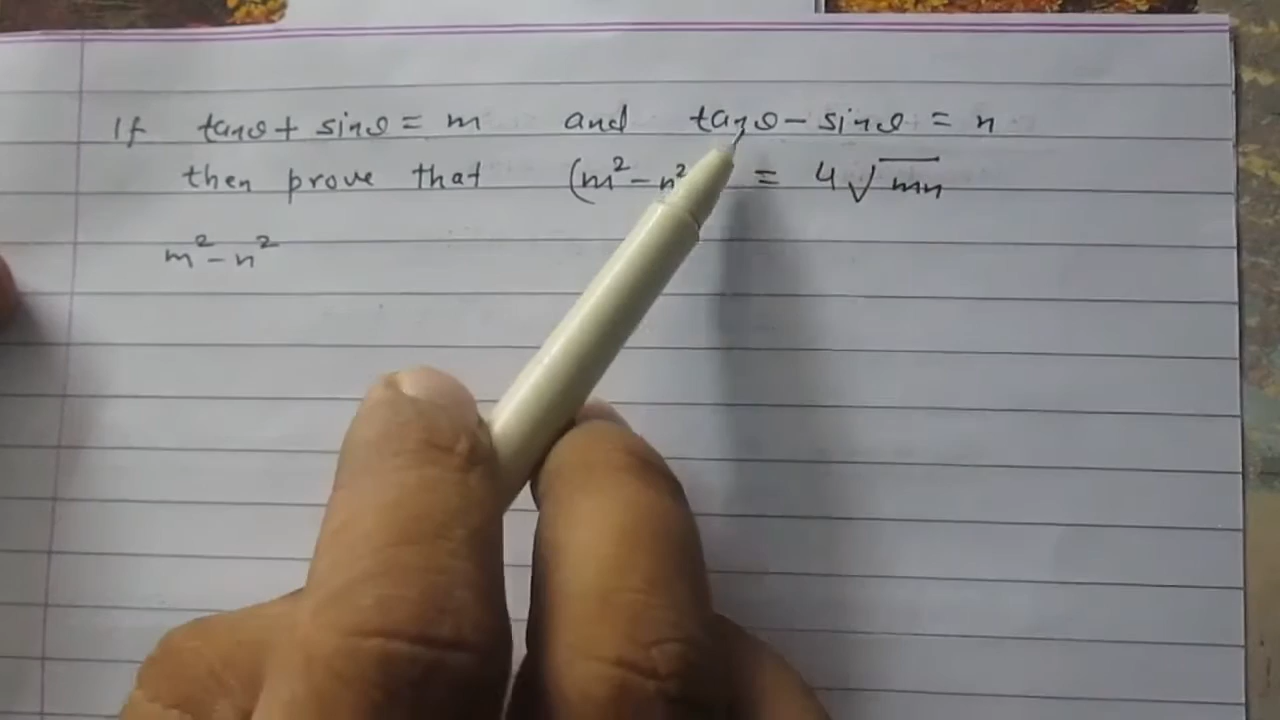 If tanθ + sinθ = m and tanθ - sinθ = n
then prove that (m² - n² = 4√mn
m² - n²